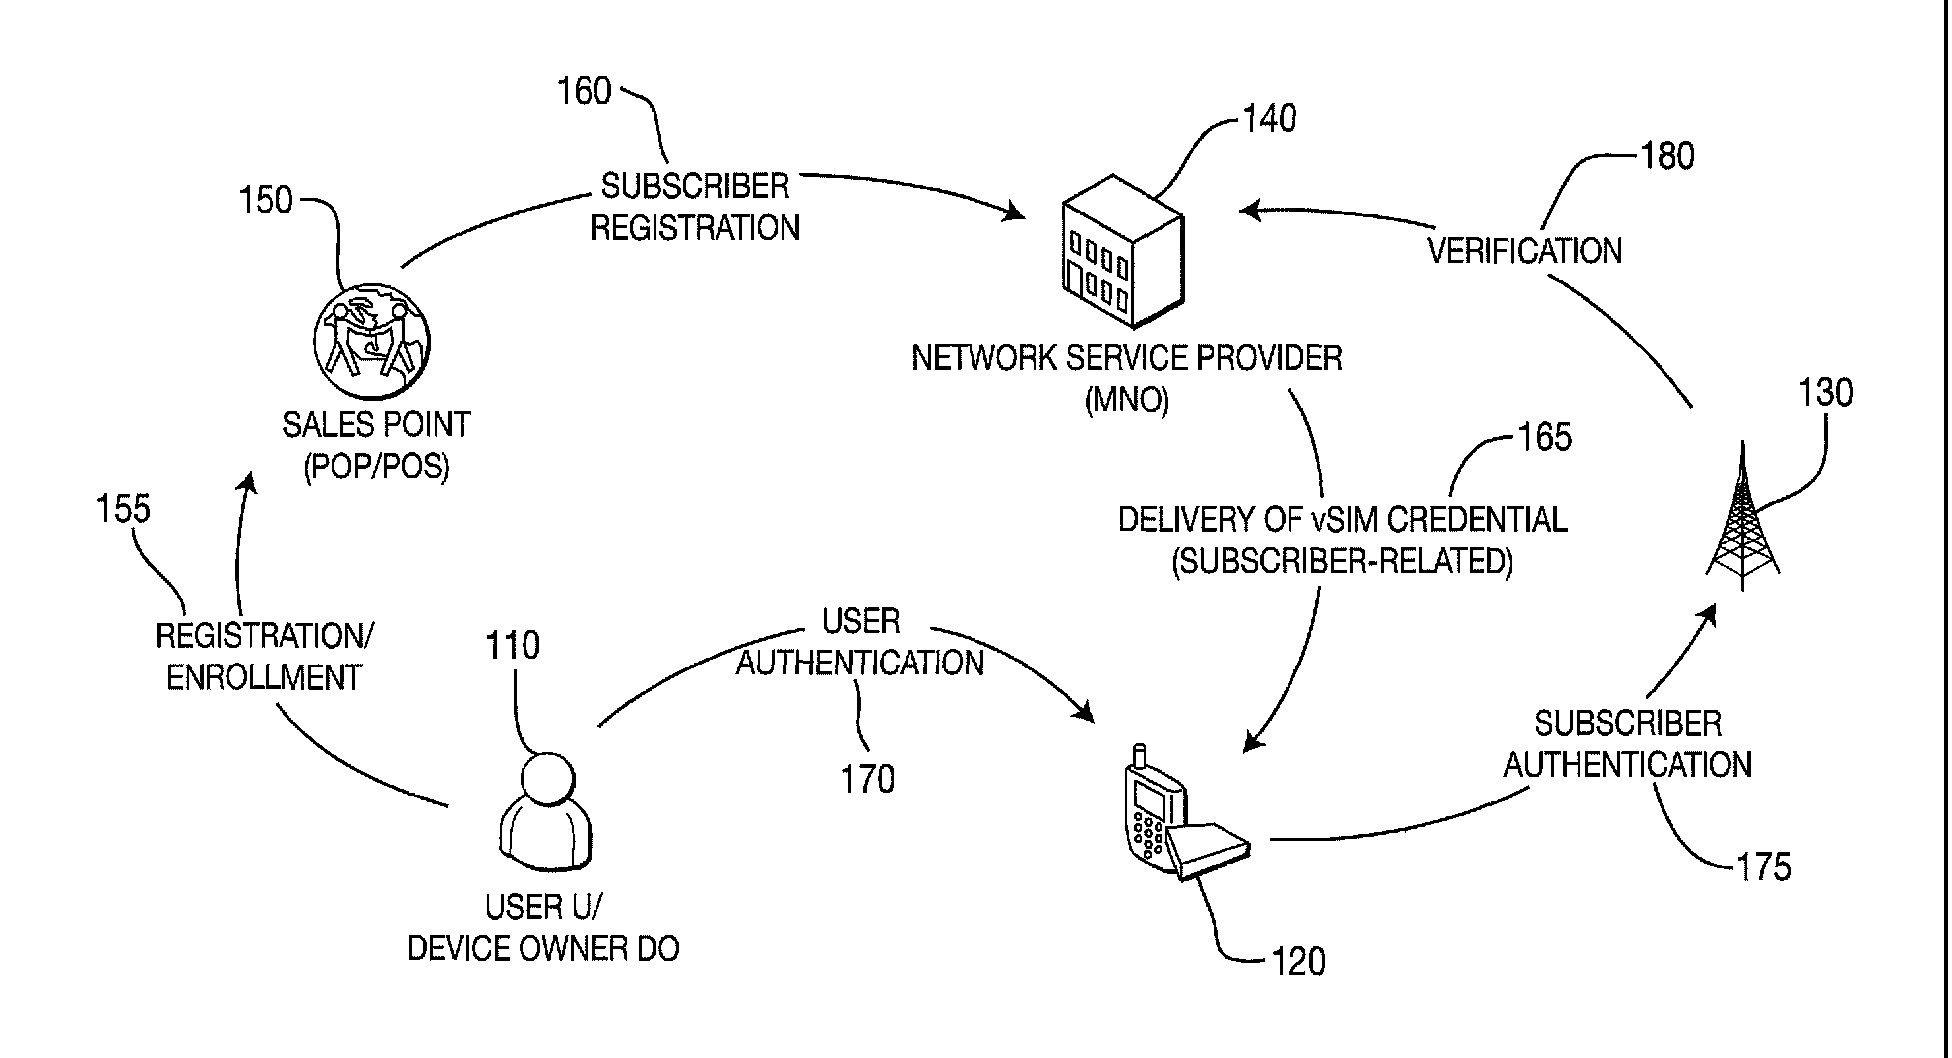 160
140
180
150
SUBSCRIBER
REGISTRATION
VERIFICATION
NETWORK SERVICE PROVIDER
(MNO)
130
SALES POINT
(POP/POS)
165
155
DELIVERY OF vSIM CREDENTIAL
(SUBSCRIBER-RELATED)
REGISTRATION/
ENROLLMENT
110
USER
AUTHENTICATION
170
SUBSCRIBER
AUTHENTICATION
175
USER U/
DEVICE OWNER DO
120